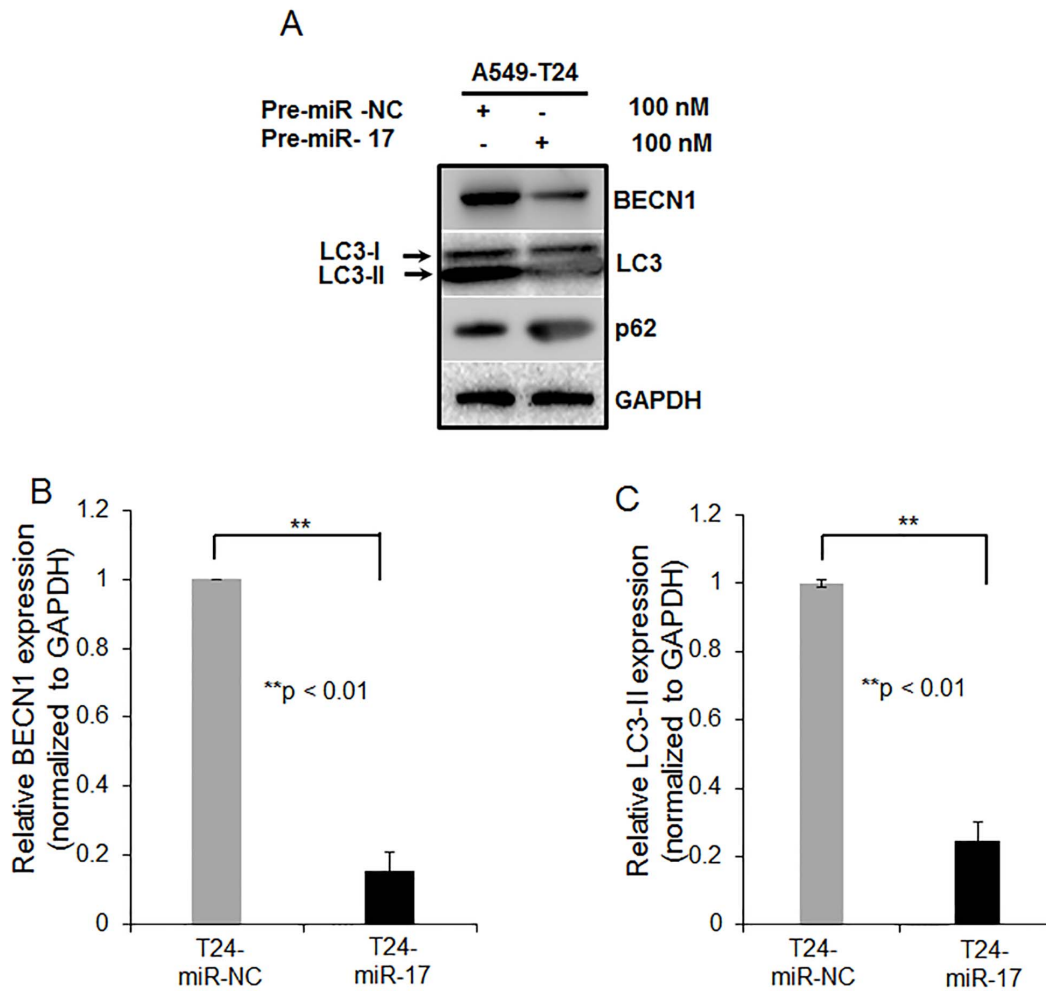 A
A549-T24
Pre-miR -NC + - 100 nM
Pre-miR- 17 - + 100 nM
BECN1
LC3-I
LC3-II
LC3
p62
GAPDH
B
Relative BECN1 expression
(normalized to GAPDH)
1.2
1
0.8
0.6
0.4
0.2
0
**
**p < 0.01
T24-
miR-NC
T24-
miR-17
C
Relative LC3-II expression
(normalized to GAPDH)
1.2
1
0.8
0.6
0.4
0.2
0
**
**p < 0.01
T24-
miR-NC
T24-
miR-17